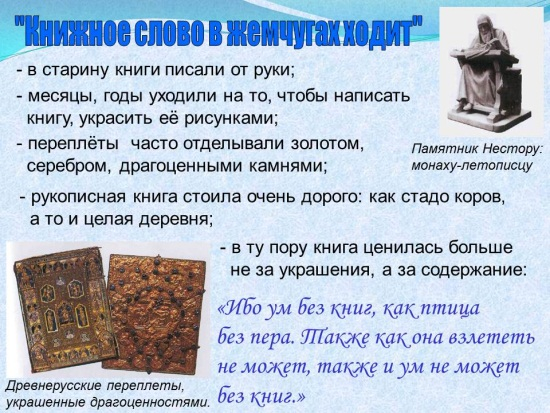 "Книжное слово в жемчугах ходит"
- в старину книги писали от руки;
- месяцы, годы уходили на то, чтобы написать
книгу, украсить её рисунками;
- переплёты часто отделывали золотом,
серебром, драгоценными камнями;
Памятник Нестору:
монаху-летописцу
- рукописная книга стоила очень дорого: как стадо коров,
а то и целая деревня;
- в ту пору книга ценилась больше
не за украшения, а за содержание:
«Ибо ум без книг, как птица
без пера. Также как она взлететь
не может, также и ум не может
без книг.»
Древнерусские переплеты,
украшенные драгоценностями.